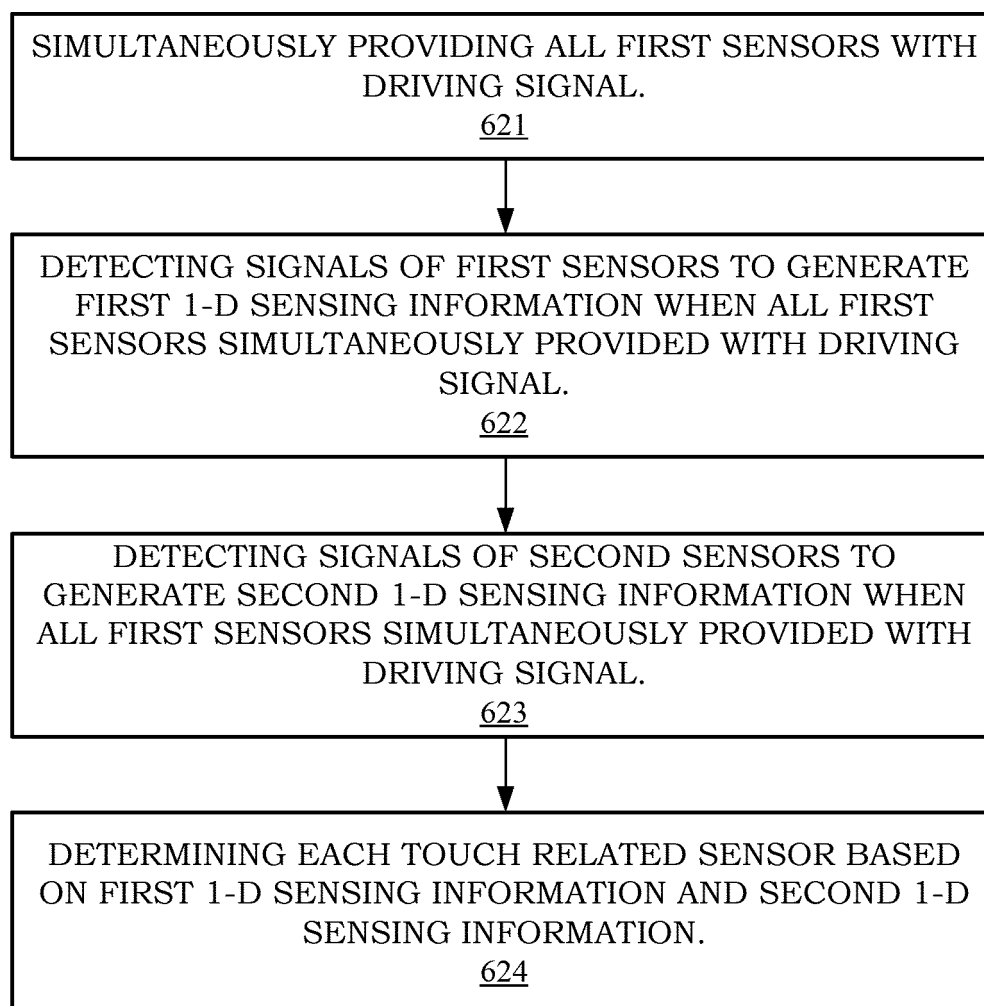 SIMULTANEOUSLY PROVIDING ALL FIRST SENSORS WITH
DRIVING SIGNAL.
621
DETECTING SIGNALS OF FIRST SENSORS TO GENERATE
FIRST 1-D SENSING INFORMATION WHEN ALL FIRST
SENSORS SIMULTANEOUSLY PROVIDED WITH DRIVING
SIGNAL.
622
DETECTING SIGNALS OF SECOND SENSORS TO
GENERATE SECOND 1-D SENSING INFORMATION WHEN
ALL FIRST SENSORS SIMULTANEOUSLY PROVIDED WITH
DRIVING SIGNAL.
623
DETERMINING EACH TOUCH RELATED SENSOR BASED
ON FIRST 1-D SENSING INFORMATION AND SECOND 1-D
SENSING INFORMATION.
624